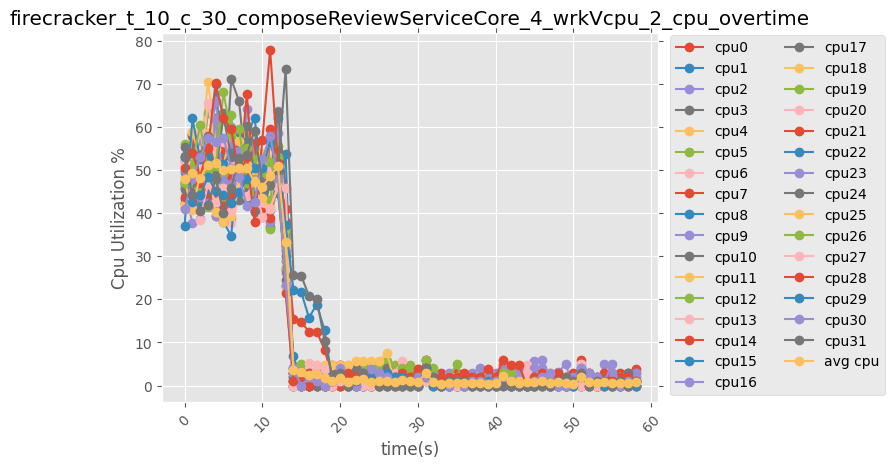 firecracker_t_10_c_30_composeReviewServiceCore_4_wrkVcpu_2_cpu_overtime
Cpu Utilization %
80
70
60
50
40
30
20
10
0
0
10
20
30
40
50
60
time(s)
cpu0
cpu1
cpu2
cpu3
cpu4
cpu5
cpu6
cpu7
cpu8
cpu9
cpu10
cpu11
cpu12
cpu13
cpu14
cpu15
cpu16
cpu17
cpu18
cpu19
cpu20
cpu21
cpu22
cpu23
cpu24
cpu25
cpu26
cpu27
cpu28
cpu29
cpu30
cpu31
avg cpu